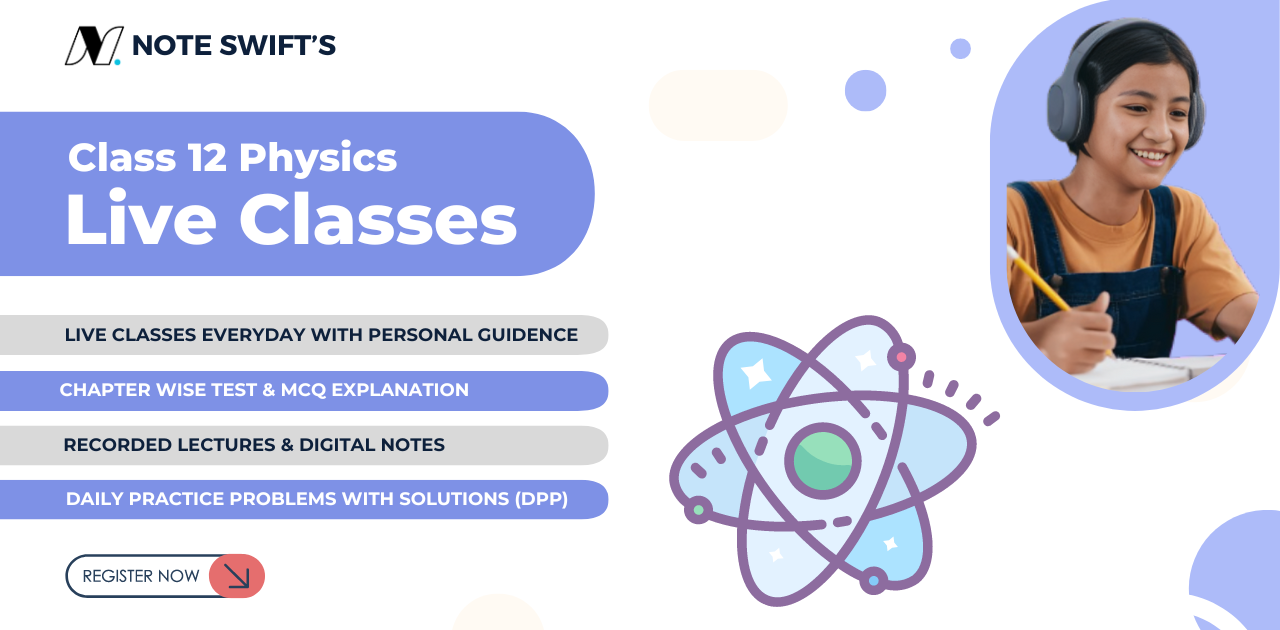 N.
NOTE SWIFT’S
Class 12 Physics
Live Classes
LIVE CLASSES EVERYDAY WITH PERSONAL GUIDENCE
CHAPTER WISE TEST & MCQ EXPLANATION
RECORDED LECTURES & DIGITAL NOTES
DAILY PRACTICE PROBLEMS WITH SOLUTIONS (DPP)
REGISTER NOW